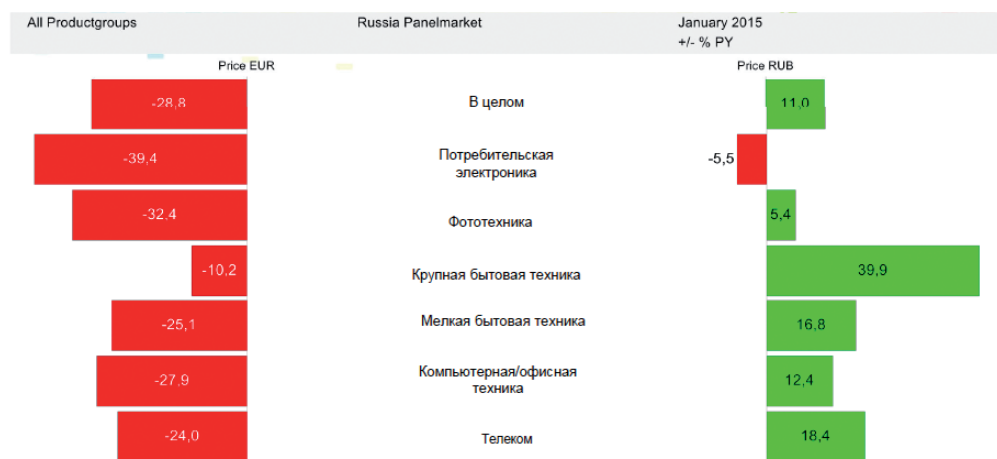 All Productgroups Russia Panelmarket January 2015
+/- % PY
Price EUR Price RUB
-28,8 В целом 11,0
-39,4 Потребительская
электроника -5,5
-32,4 Фототехника 5,4
-10,2 Крупная бытовая техника 39,9
-25,1 Мелкая бытовая техника 16,8
-27,9 Компьютерная/офисная
техника 12,4
-24,0 Телеком 18,4